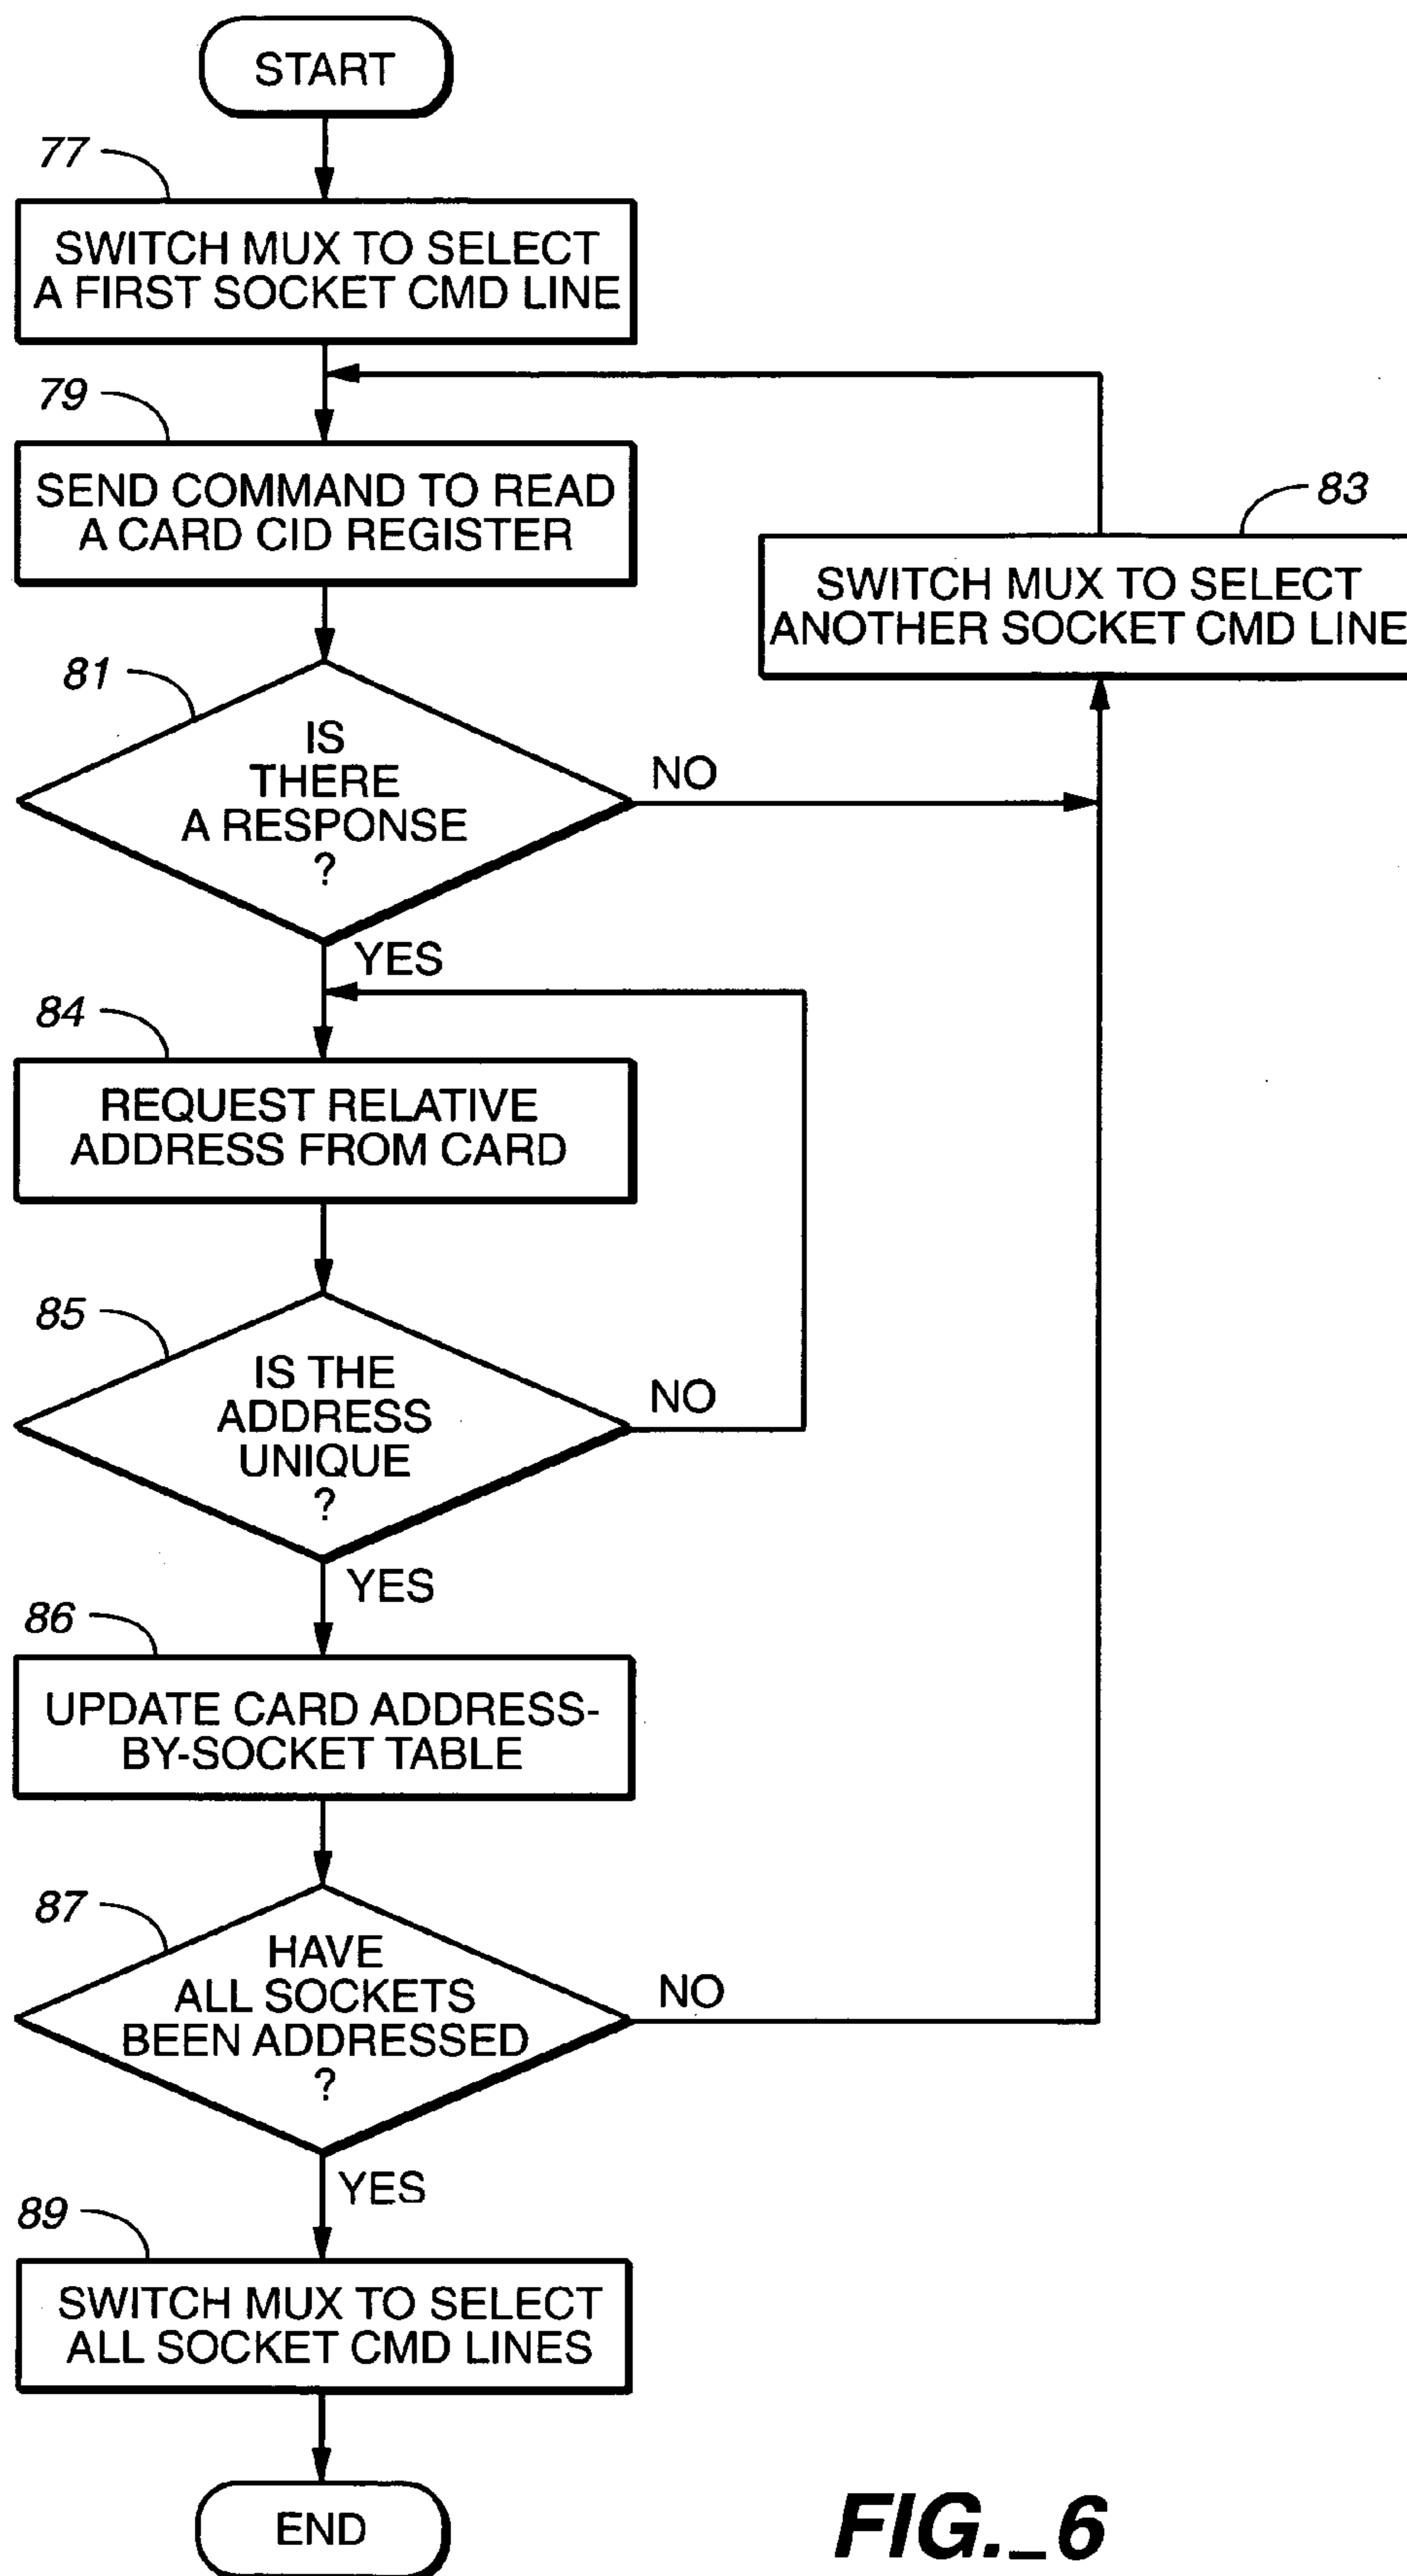 START
77
SWITCH MUX TO SELECT
A FIRST SOCKET CMD LINE
79
SEND COMMAND TO READ
A CARD CID REGISTER
83
SWITCH MUX TO SELECT
ANOTHER SOCKET CMD LINE
81
IS
THERE
A RESPONSE
?
NO
YES
84
REQUEST RELATIVE
ADDRESS FROM CARD
85
IS THE
ADDRESS
UNIQUE
?
NO
YES
86
UPDATE CARD ADDRESS-
BY-SOCKET TABLE
87
HAVE
ALL SOCKETS
BEEN ADDRESSED
?
NO
YES
89
SWITCH MUX TO SELECT
ALL SOCKET CMD LINES
END
FIG._6